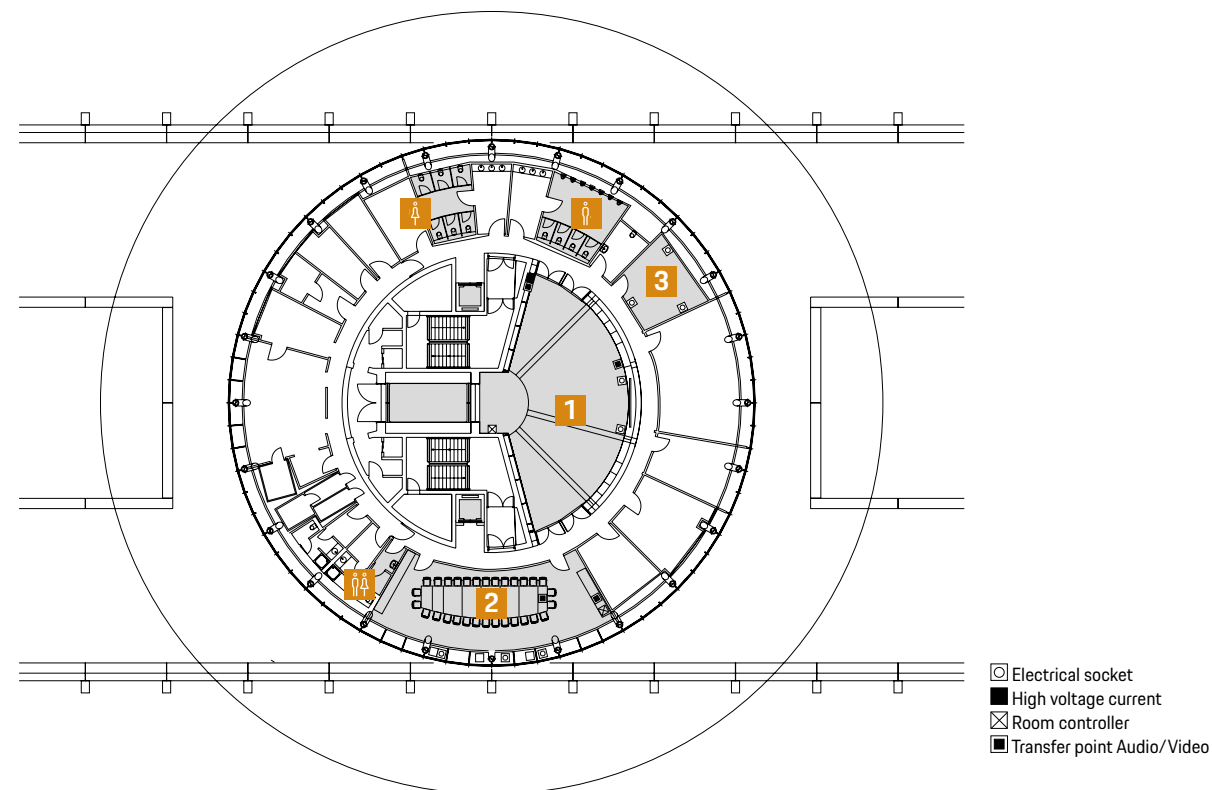 3
1
2
Electrical socket
High voltage current
Room controller
Transfer point Audio/Video